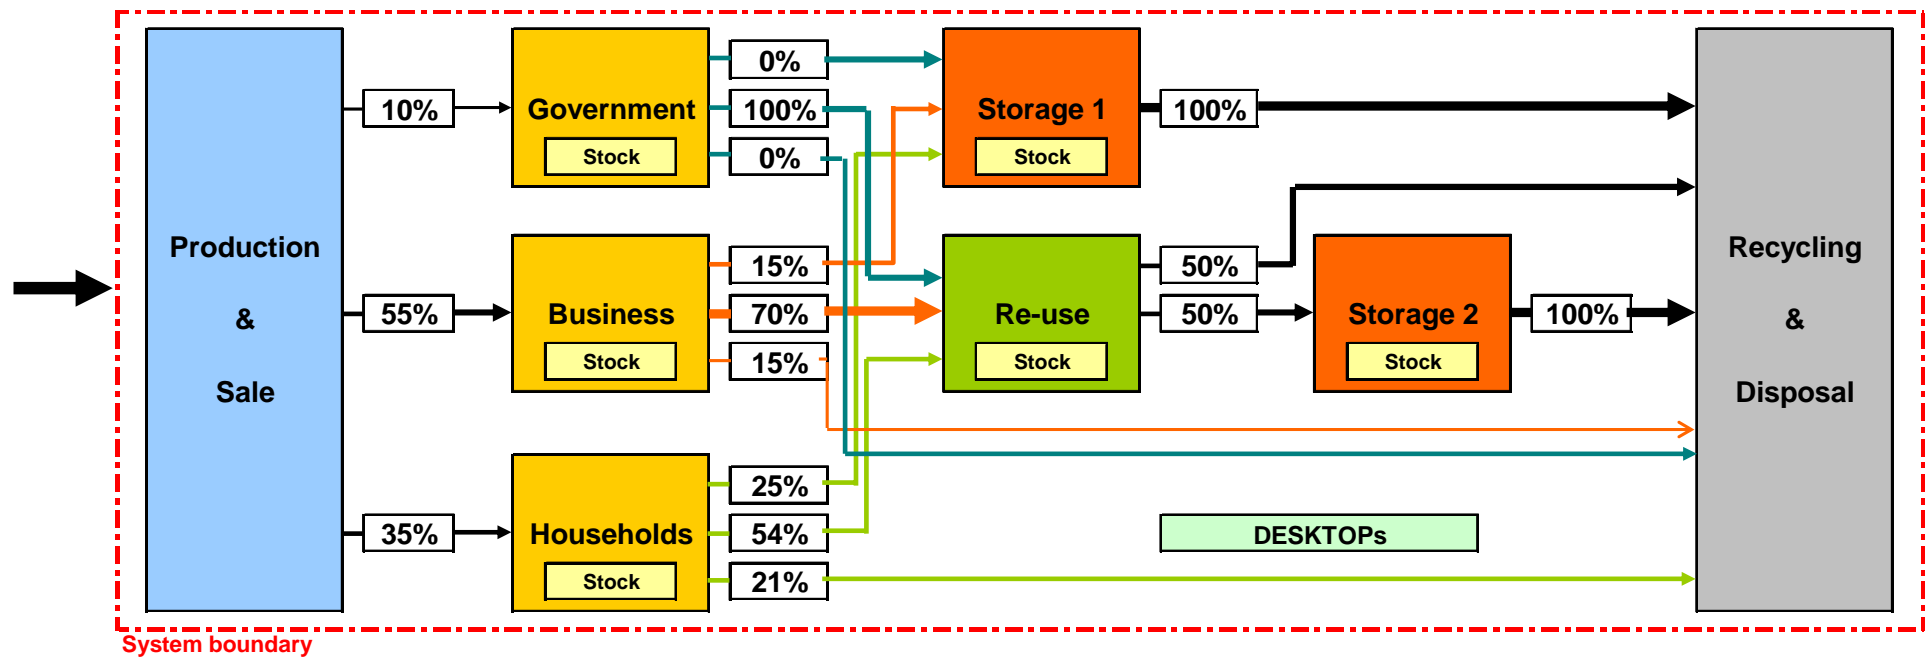 Production
&
Sale
10%
55%
35%
Government
Stock
Business
Stock
Households
Stock
0%
100%
0%
15%
70%
15%
25%
54%
21%
Storage 1
Stock
Re-use
Stock
100%
50%
50%
Storage 2
Stock
100%
DESKTOPs
Recycling
&
Disposal
System boundary